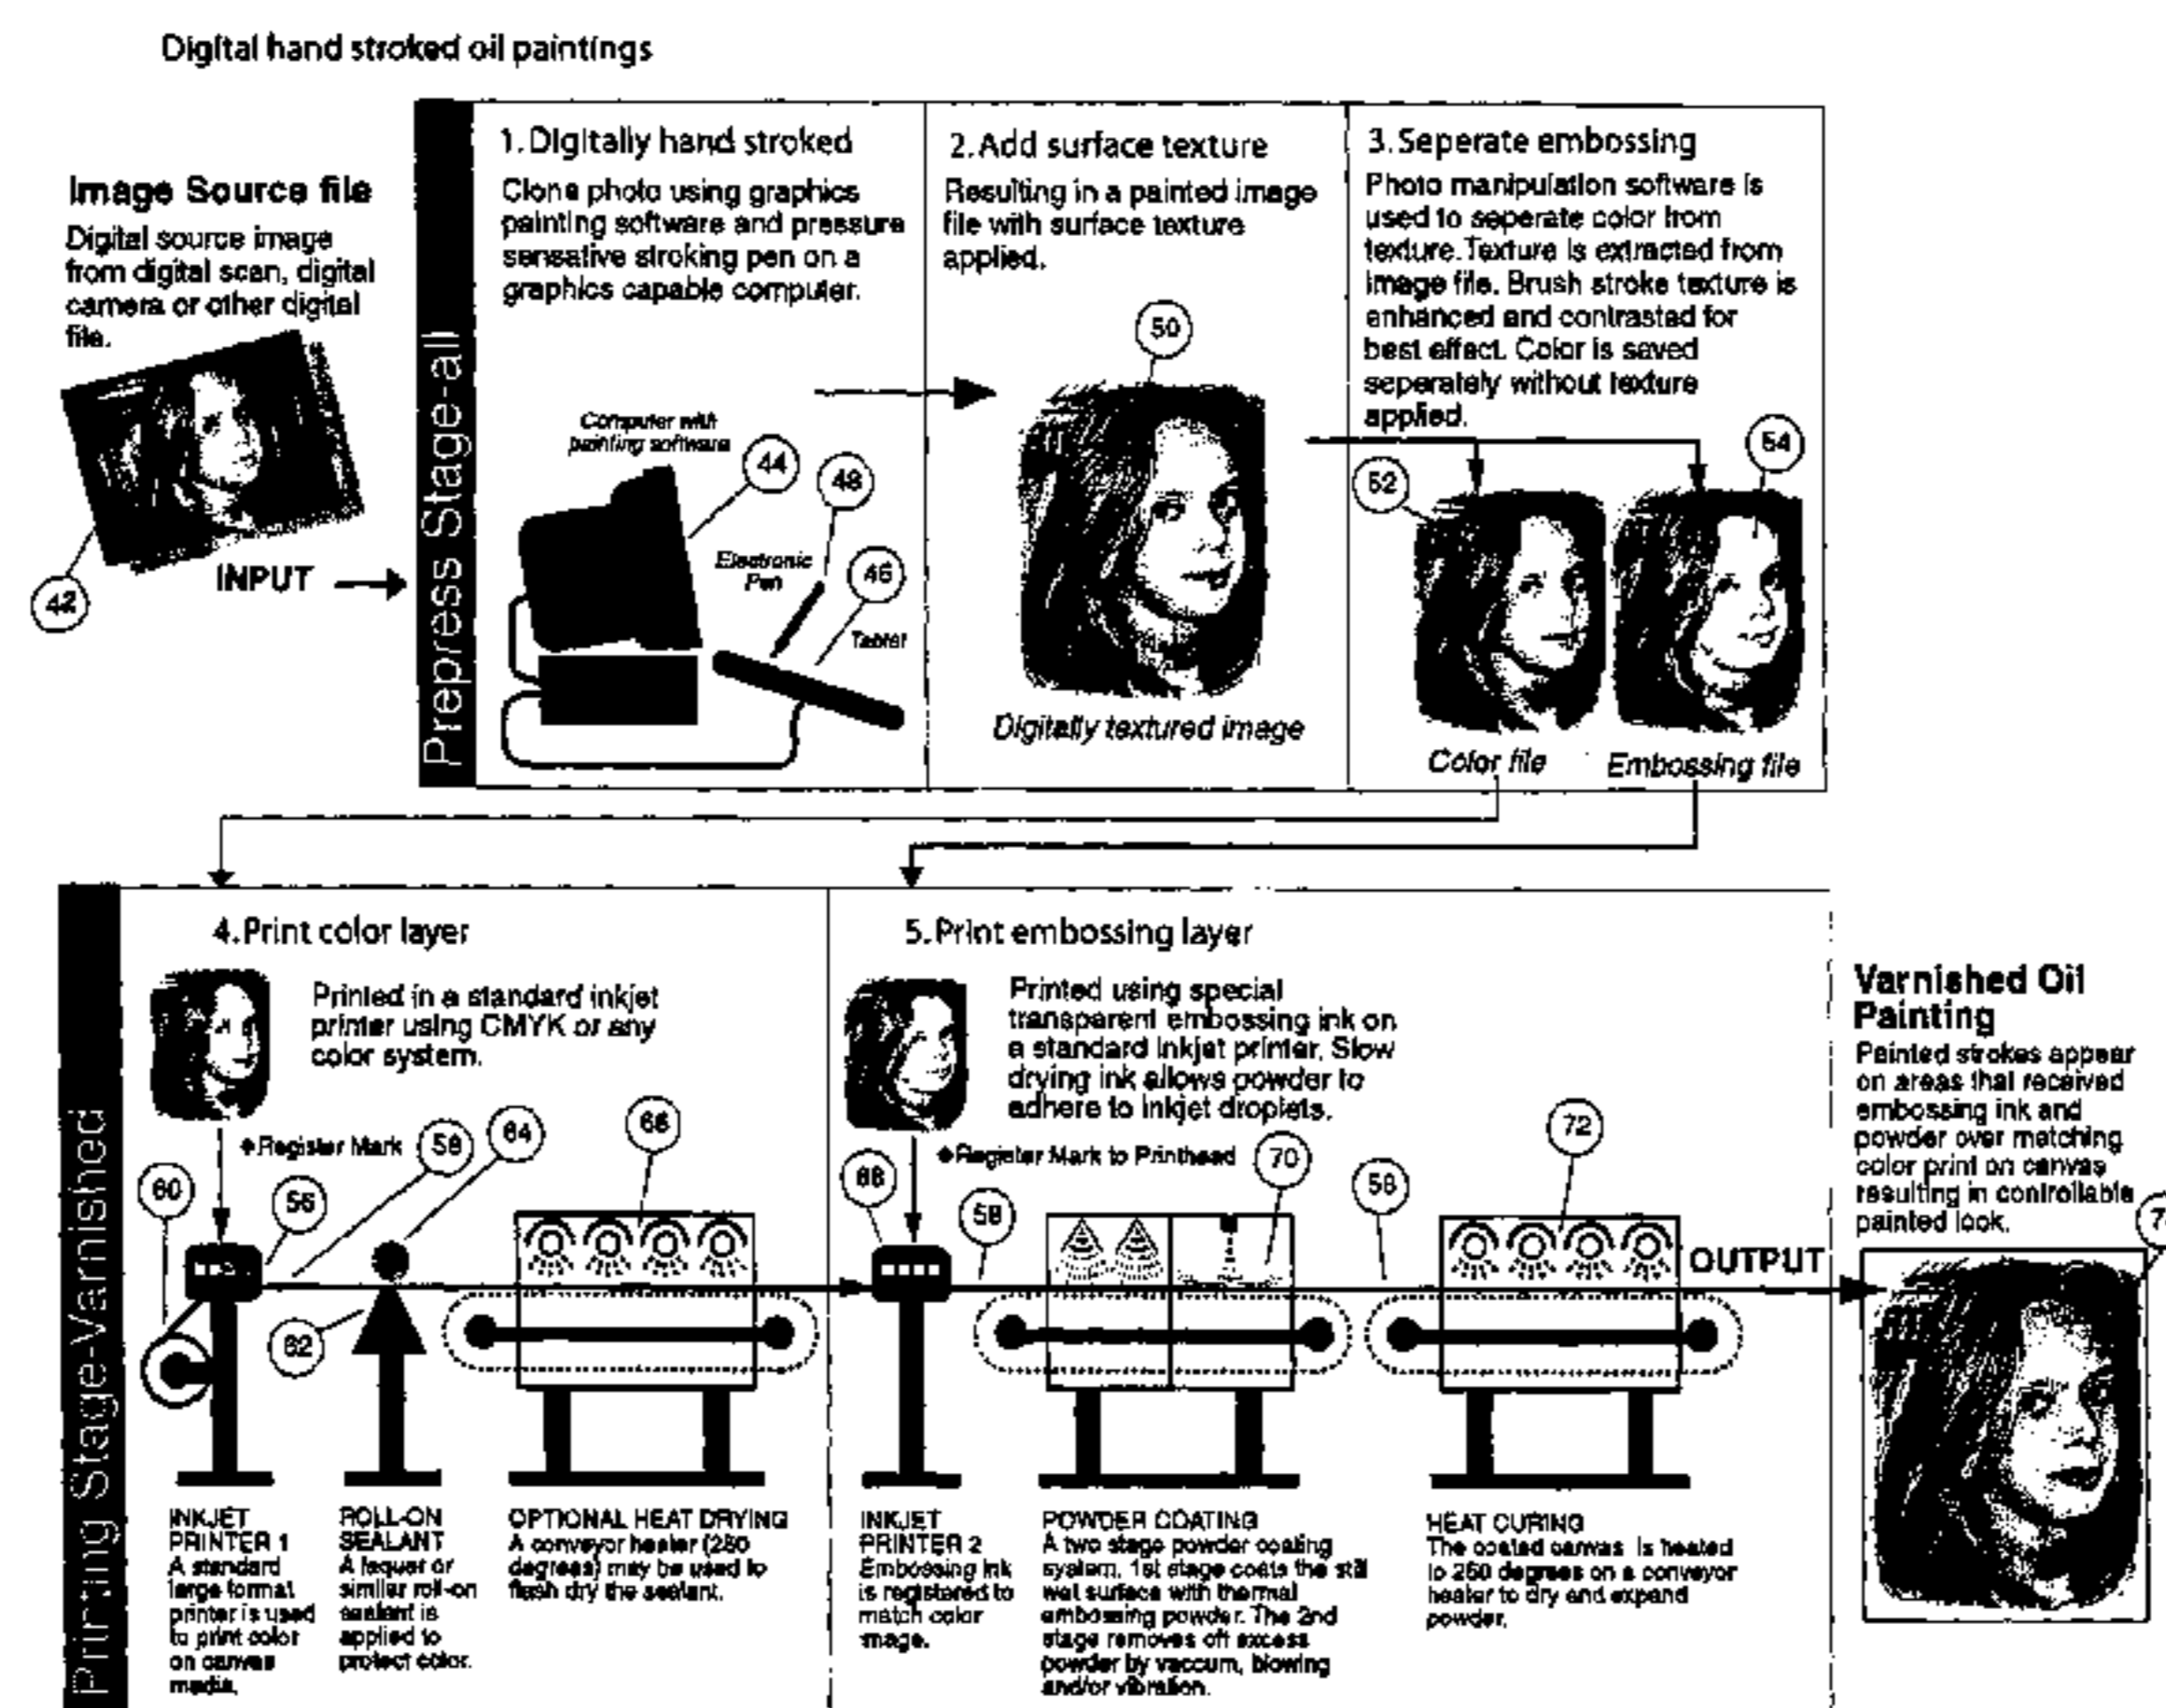 Digital hand stroked oil paintings
Image Source file
Digital source image
from digital scan, digital
camera or other digital
file.
42
INPUT
Prepress Stage-all
1. Digitally hand stroked
Clone photo using graphics
painting software and pressure
sensative stroking pen on a
graphics capable computer.
Computer with
painting software
44
48
Electronic
Pen
46
Tablet
2. Add surface texture
Resulting in a painted image
file with surface texture
applied.
50
Digitally textured image
3. Seperate embossing
Photo manipulation software is
used to seperate color from
texture. Texture is extracted from
image file. Brush stroke texture is
enhanced and contrasted for
best effect. Color is saved
seperately without texture
applied.
52
54
Color file
Embossing file
Printing Stage-Varnished
4. Print color layer
Printed in a standard inkjet
printer using CMYK or any
color system.
Register Mark
58
64
66
60
56
62
INKJET
PRINTER 1
A standard
large format
printer is used
to print color
on canvas
media.
ROLL-ON
SEALANT
A laquer or
similar roll-on
sealant is
applied to
protect color.
OPTIONAL HEAT DRYING
A conveyor heater (250
degrees) may be used to
flash dry the sealant.
5. Print embossing layer
Printed using special
transparent embossing ink on
a standard inkjet printer. Slow
drying ink allows powder to
adhere to inkjet droplets.
Register Mark to Printhead
70
72
68
58
58
OUTPUT
INKJET
PRINTER 2
Embossing ink
is registered to
match color
image.
POWDER COATING
A two stage powder coating
system. 1st stage coats the still
wet surface with thermal
embossing powder. The 2nd
stage removes off excess
powder by vaccum, blowing
and/or vibration.
HEAT CURING
The coated canvas is heated
to 250 degrees on a conveyor
heater to dry and expand
powder.
Varnished Oil
Painting
Painted strokes appear
on areas that received
embossing ink and
powder over matching
color print on canvas
resulting in controllable
painted look.